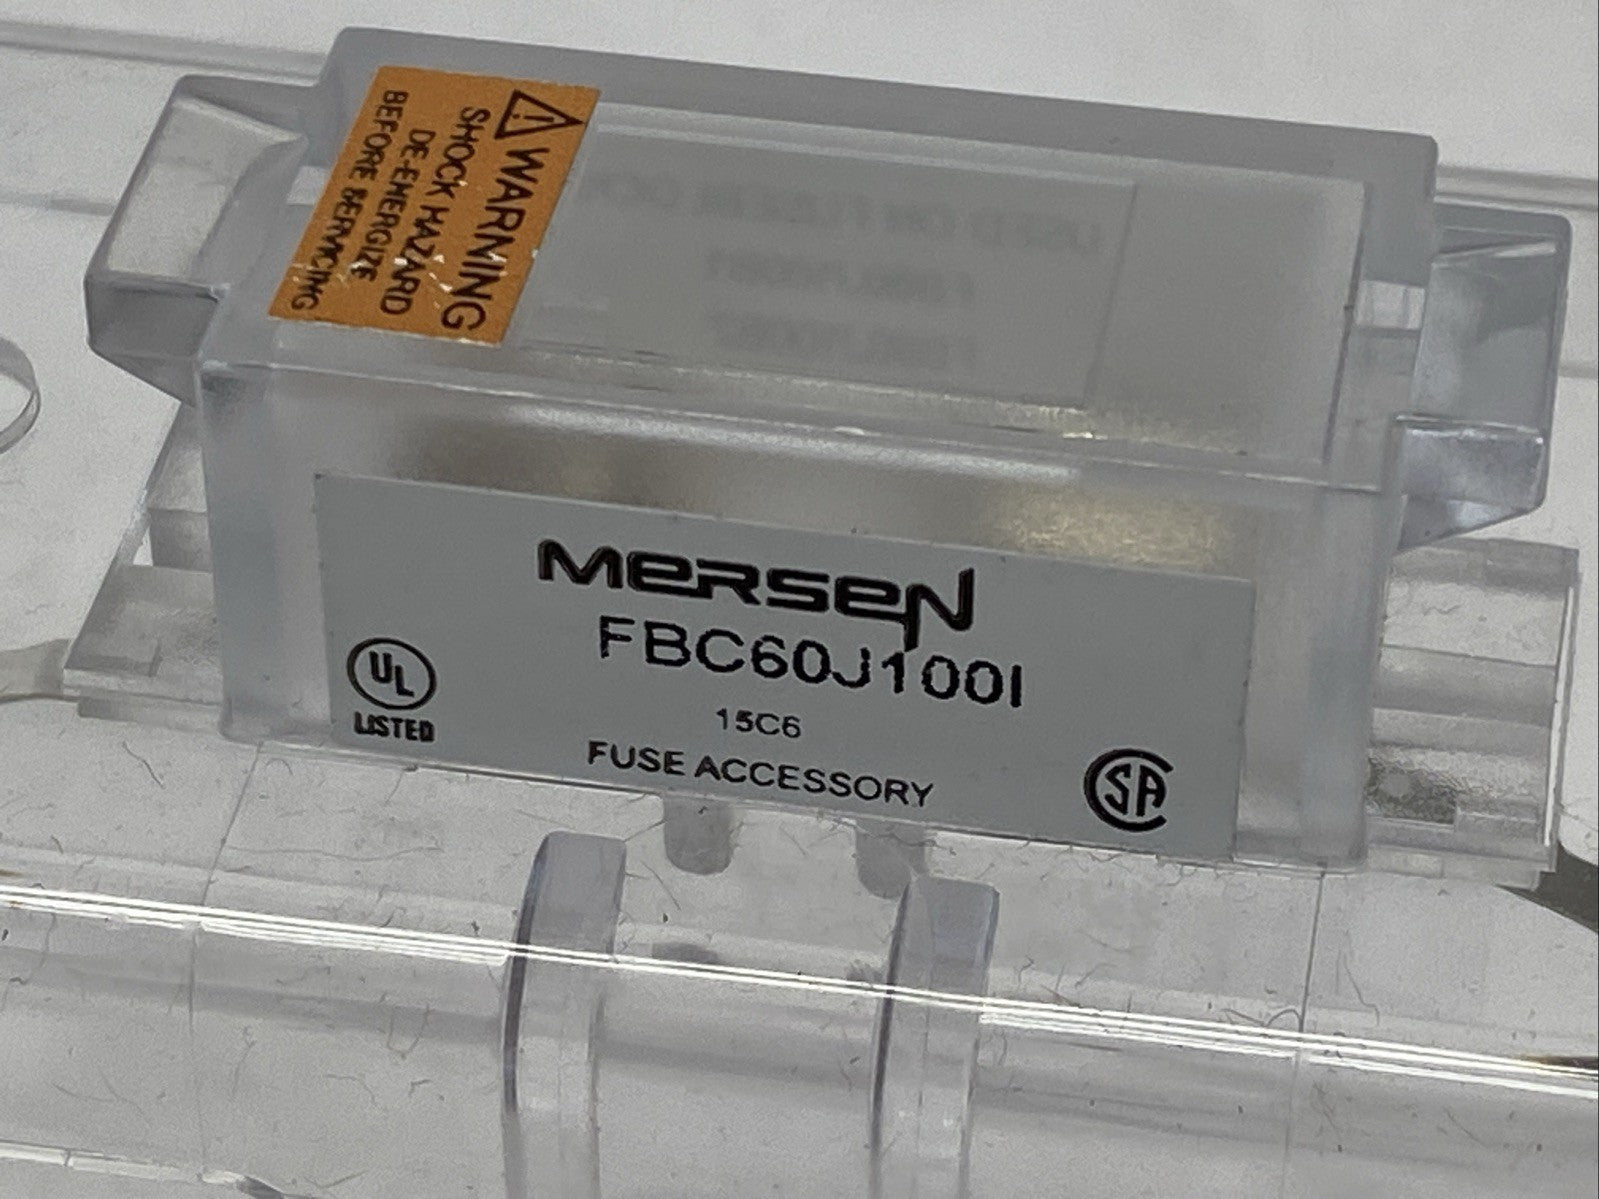 WARNING
SHOCK HAZARD
DE-ENERGIZE
BEFORE SERVICING
MERSEN
FBC60J100I
UL
LISTED
15C6
FUSE ACCESSORY
SA